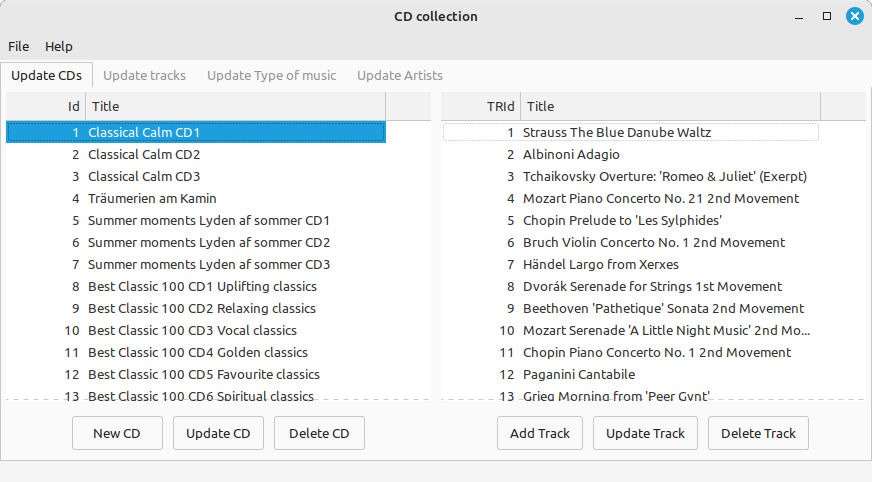 CD collection
File Help
Update CDs Update tracks Update Type of music Update Artists
Id Title
1 Classical Calm CD1
2 Classical Calm CD2
3 Classical Calm CD3
4 Träumerien am Kamin
5 Summer moments Lyden af sommer CD1
6 Summer moments Lyden af sommer CD2
7 Summer moments Lyden af sommer CD3
8 Best Classic 100 CD1 Uplifting classics
9 Best Classic 100 CD2 Relaxing classics
10 Best Classic 100 CD3 Vocal classics
11 Best Classic 100 CD4 Golden classics
12 Best Classic 100 CD5 Favourite classics
13 Best Classic 100 CD6 Spiritual classics
TRId Title
1 Strauss The Blue Danube Waltz
2 Albinoni Adagio
3 Tchaikovsky Overture: 'Romeo & Juliet' (Exerpt)
4 Mozart Piano Concerto No. 21 2nd Movement
5 Chopin Prelude to 'Les Sylphides'
6 Bruch Violin Concerto No. 1 2nd Movement
7 Händel Largo from Xerxes
8 Dvorák Serenade for Strings 1st Movement
9 Beethoven 'Pathetique' Sonata 2nd Movement
10 Mozart Serenade 'A Little Night Music' 2nd Mo...
11 Chopin Piano Concerto No. 1 2nd Movement
12 Paganini Cantabile
13 Grieg Morning from 'Peer Gynt'
New CD Update CD Delete CD
Add Track Update Track Delete Track